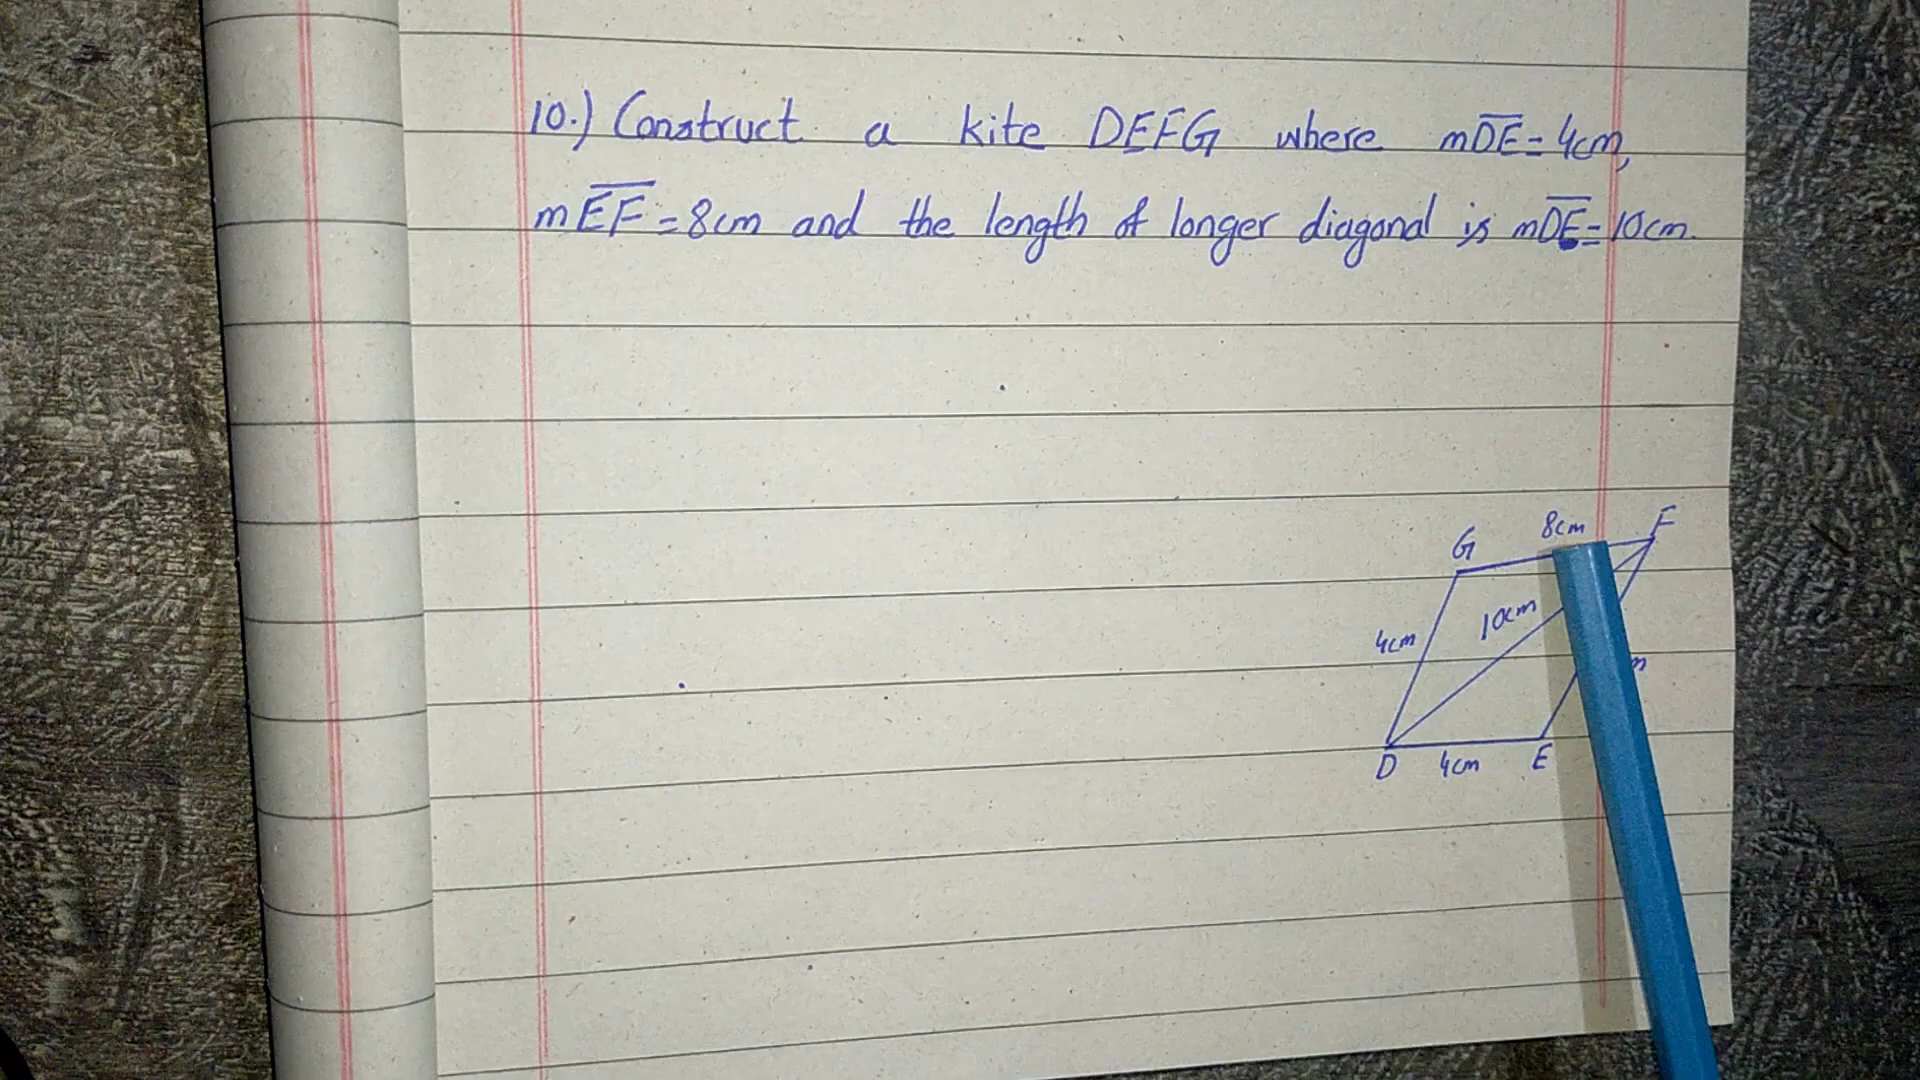 10.) Construct a kite DEFG where mDE = 4cm,
mEF = 8cm and the length of longer diagonal is mDE = 10cm.
8cm F
G
10cm
4cm
m
D 4cm E